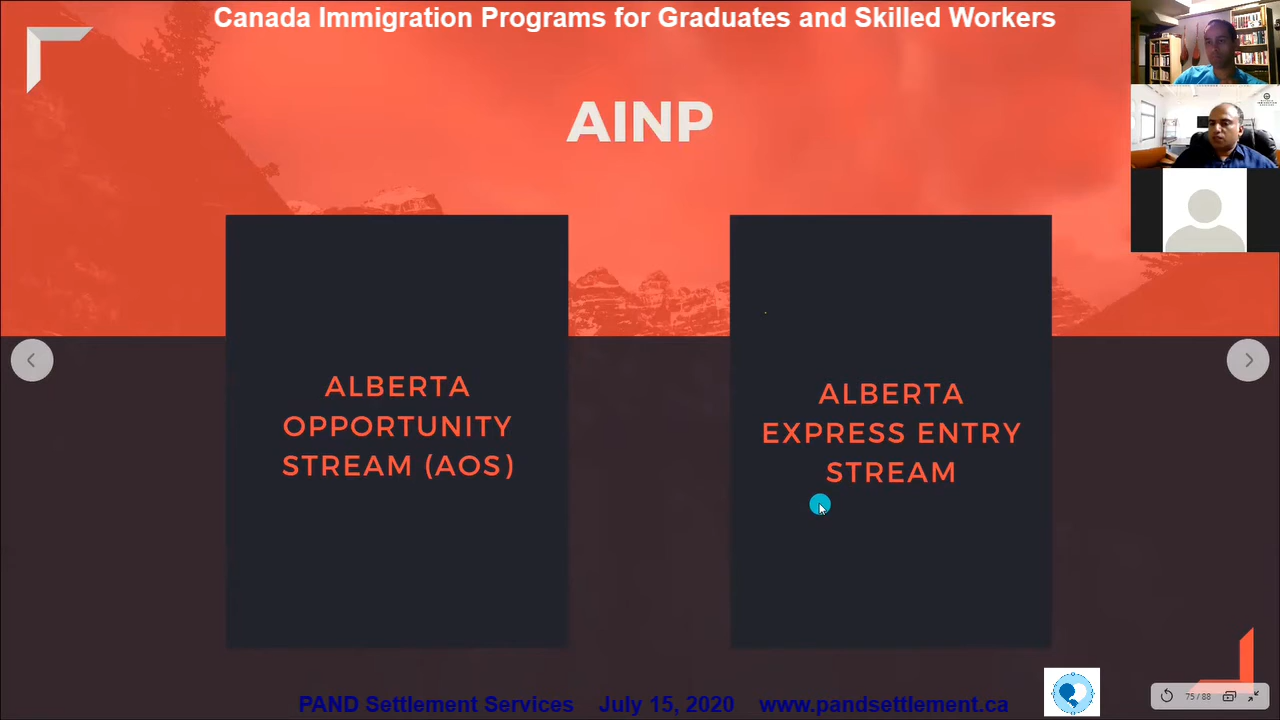 Canada Immigration Programs for Graduates and Skilled Workers
AINP
ALBERTA
OPPORTUNITY
STREAM (AOS)
ALBERTA
EXPRESS ENTRY
STREAM
PAND Settlement Services July 15, 2020 www.pandsettlement.ca
75 / 88